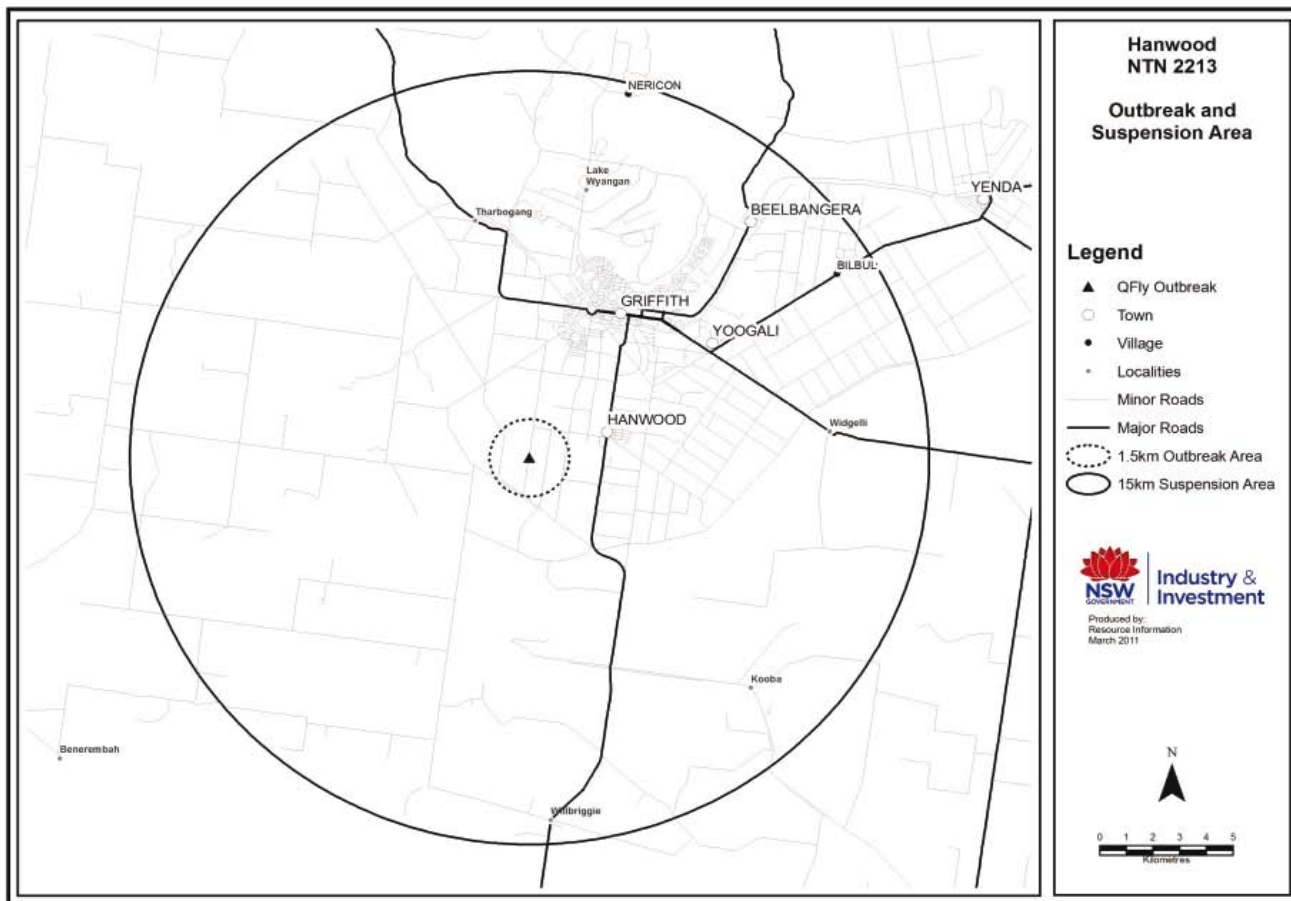 NERICON
Lake
Wyangan
YENDA
Tharbogang
BEELBANGERA
BILBUL
GRIFFITH
YOOGALI
HANWOOD
Widgelli
Kooba
Benerembah
Willbriggie
Hanwood
NTN 2213
Outbreak and
Suspension Area
Legend
QFly Outbreak
Town
Village
Localities
Minor Roads
Major Roads
1.5km Outbreak Area
15km Suspension Area
NSW
GOVERNMENT
Industry &
Investment
Produced by:
Resource Information
March 2011
N
0 1 2 3 4 5
Kilometres